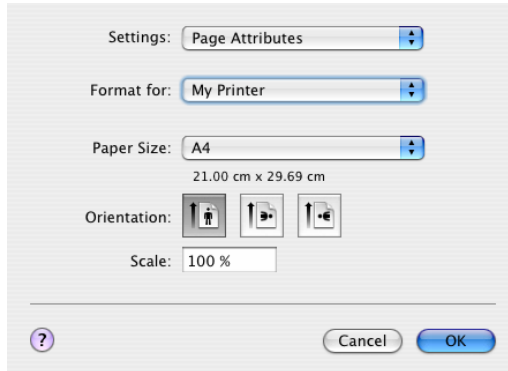 Settings: Page Attributes
Format for: My Printer
Paper Size: A4
21.00 cm x 29.69 cm
Orientation:
Scale: 100 %
? Cancel OK